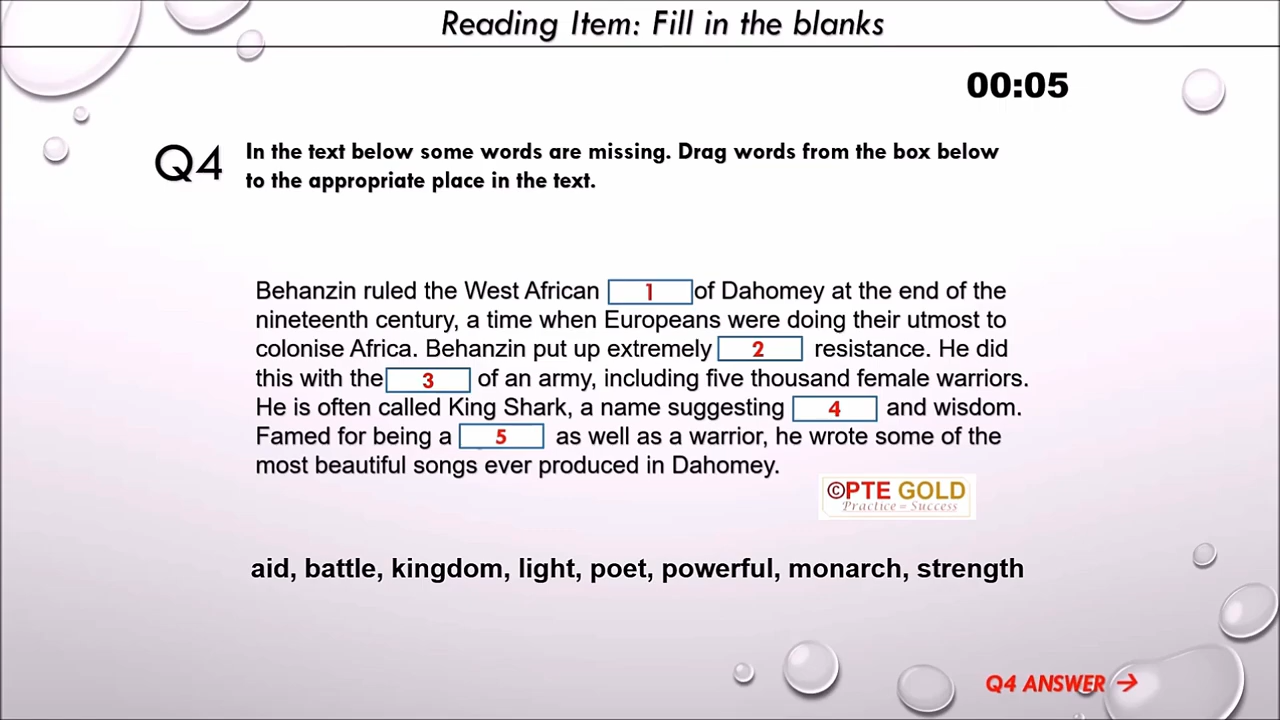 Reading Item: Fill in the blanks
00:05
Q4
In the text below some words are missing. Drag words from the box below
to the appropriate place in the text.
Behanzin ruled the West African 1 of Dahomey at the end of the
nineteenth century, a time when Europeans were doing their utmost to
colonise Africa. Behanzin put up extremely 2 resistance. He did
this with the 3 of an army, including five thousand female warriors.
He is often called King Shark, a name suggesting 4 and wisdom.
Famed for being a 5 as well as a warrior, he wrote some of the
most beautiful songs ever produced in Dahomey.
©PTE GOLD
Practice = Success
aid, battle, kingdom, light, poet, powerful, monarch, strength
Q4 ANSWER →